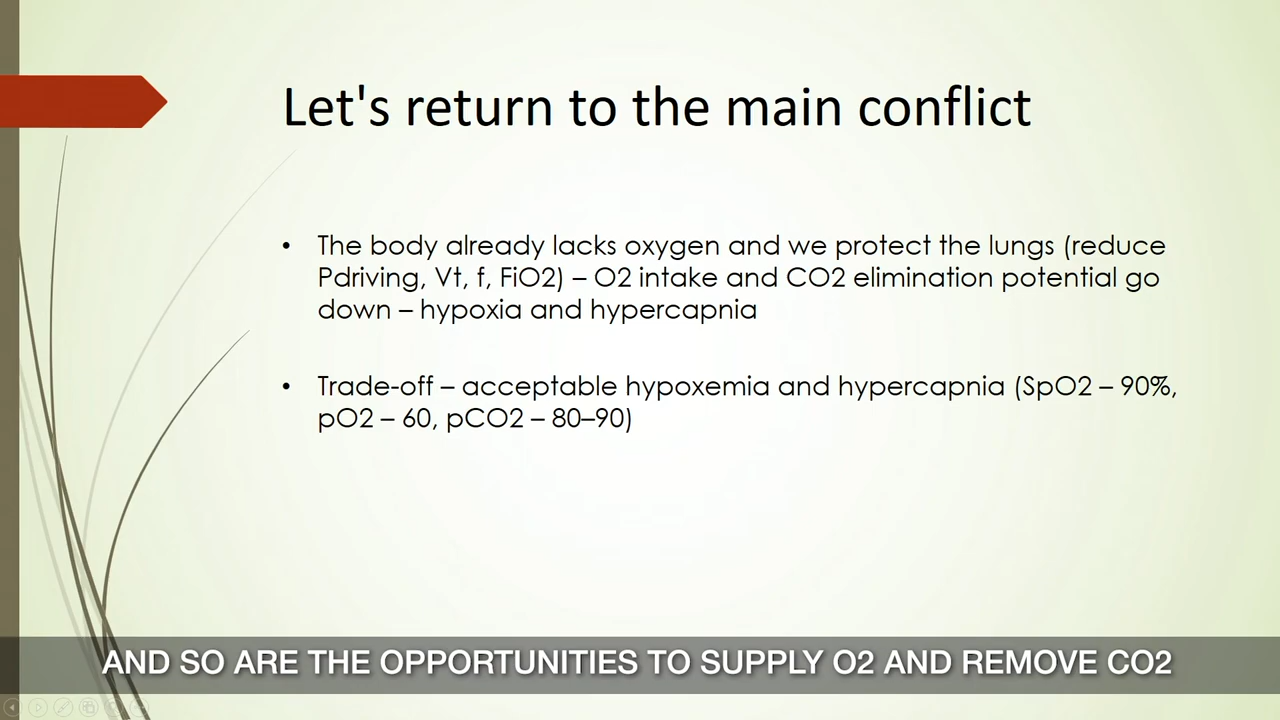 Let's return to the main conflict
• The body already lacks oxygen and we protect the lungs (reduce
Pdriving, Vt, f, FiO2) – O2 intake and CO2 elimination potential go
down – hypoxia and hypercapnia
• Trade-off – acceptable hypoxemia and hypercapnia (SpO2 – 90%,
pO2 – 60, pCO2 – 80–90)
AND SO ARE THE OPPORTUNITIES TO SUPPLY O2 AND REMOVE CO2